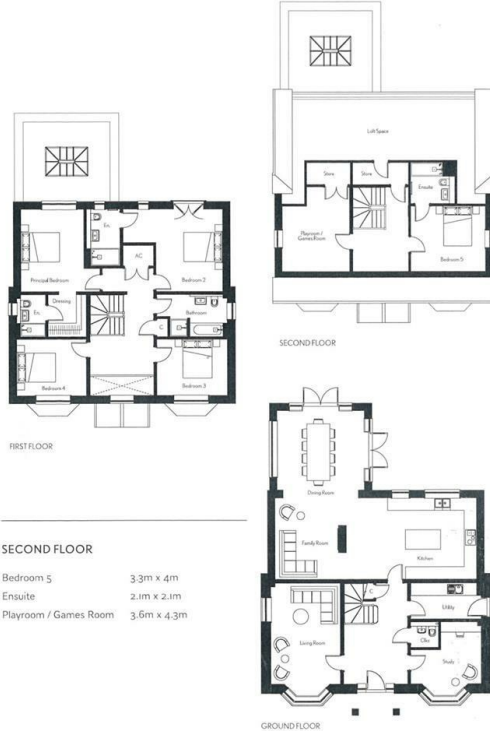 Loft Space
Store
Store
Ensuite
Playroom /
Games Room
Bedroom 5
SECOND FLOOR
En.
AC
Principal Bedroom
Bedroom 2
Dressing
En.
Bathroom
C
Bedroom 4
Bedroom 3
FIRST FLOOR
Dining Room
Family Room
Kitchen
C
Utility
Living Room
Clks
Study
GROUND FLOOR
SECOND FLOOR
Bedroom 5 3.3m x 4m
Ensuite 2.1m x 2.1m
Playroom / Games Room 3.6m x 4.3m